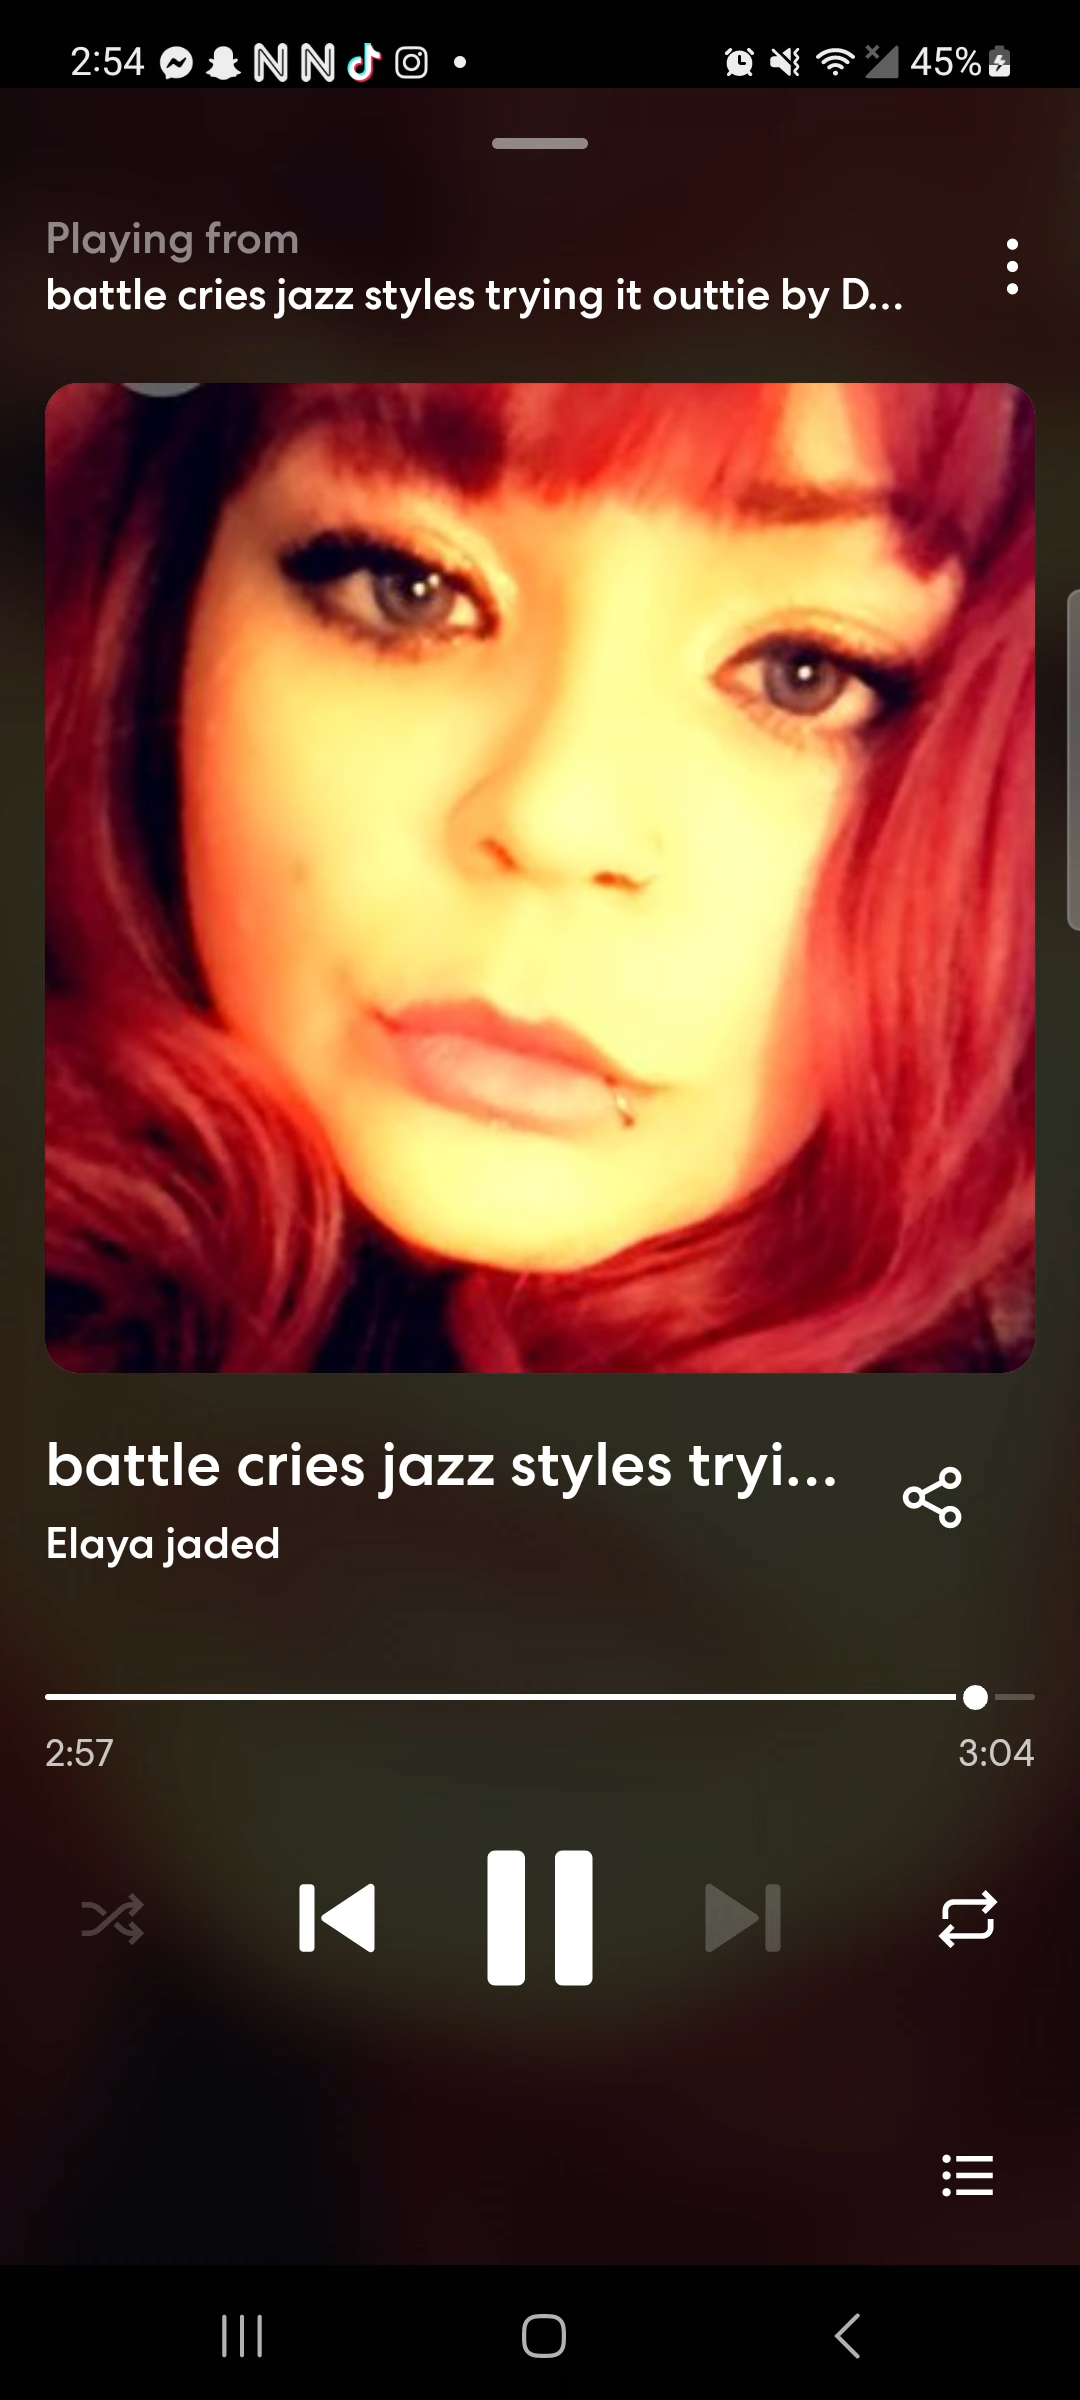 2:54 45%
Playing from
battle cries jazz styles trying it outtie by D...
battle cries jazz styles tryi...
Elaya jaded
2:57 3:04